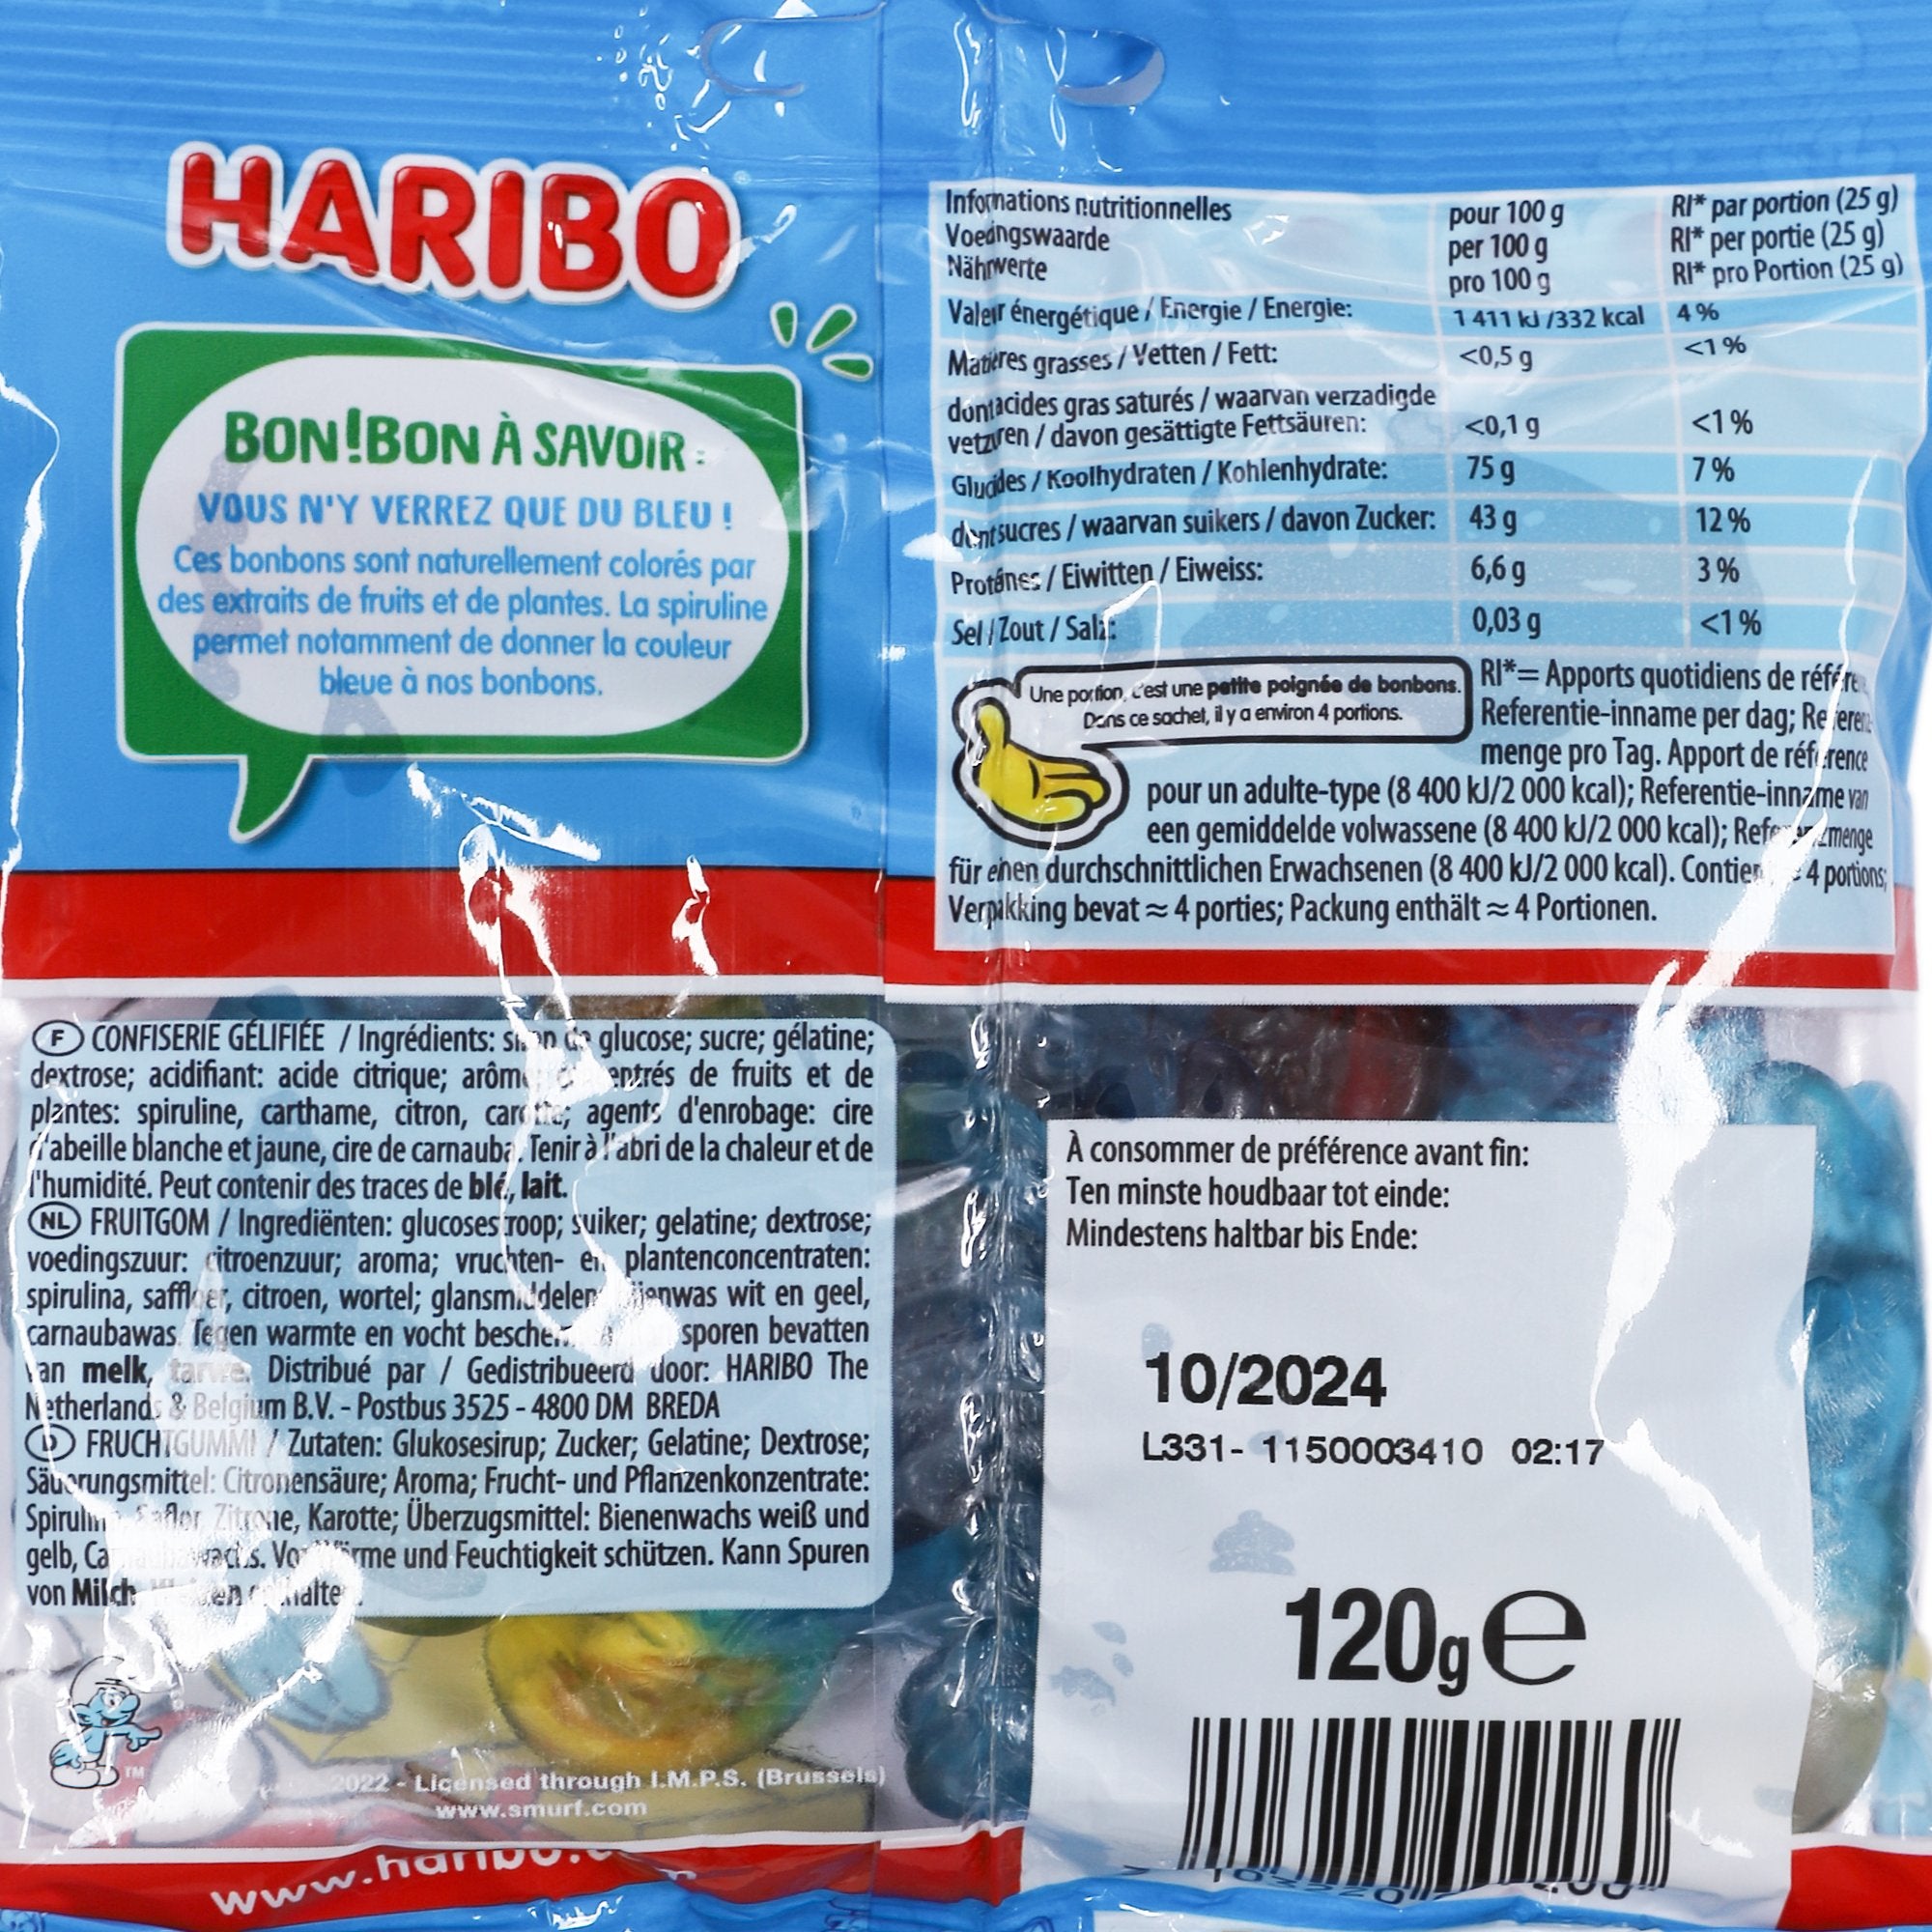 HARIBO
BON!BON À SAVOIR :
VOUS N'Y VERREZ QUE DU BLEU !
Ces bonbons sont naturellement colorés par
des extraits de fruits et de plantes. La spiruline
permet notamment de donner la couleur
bleue à nos bonbons.
Informations nutritionnelles pour 100 g RI* par portion (25 g)
Voedingswaarde per 100 g RI* per portie (25 g)
Nährwerte pro 100 g RI* pro Portion (25 g)
Valeur énergétique / Energie / Energie: 1 411 kJ /332 kcal 4 %
Matières grasses / Vetten / Fett: <0,5 g <1 %
dont acides gras saturés / waarvan verzadigde
vetzuren / davon gesättigte Fettsäuren: <0,1 g <1 %
Glucides / Koolhydraten / Kohlenhydrate: 75 g 7 %
dont sucres / waarvan suikers / davon Zucker: 43 g 12 %
Protéines / Eiwitten / Eiweiss: 6,6 g 3 %
Sel / Zout / Salz: 0,03 g <1 %
Une portion, c'est une petite poignée de bonbons.
Dans ce sachet, il y a environ 4 portions.
RI*= Apports quotidiens de
Referentie-inname per dag;
menge pro Tag. Apport de référence
pour un adulte-type (8 400 kJ/2 000 kcal); Referentie-inname van
een gemiddelde volwassene (8 400 kJ/2 000 kcal); Referenzmenge
für einen durchschnittlichen Erwachsenen (8 400 kJ/2 000 kcal). 4 portions;
Verpakking bevat ≈ 4 porties; Packung enthält ≈ 4 Portionen.
F CONFISERIE GÉLIFIÉE / Ingrédients: sirop de glucose; sucre; gélatine;
dextrose; acidifiant: acide citrique; arôme; concentrés de fruits et de
plantes: spiruline, carthame, citron, carotte; agents d'enrobage: cire
d'abeille blanche et jaune, cire de carnauba. Tenir à l'abri de la chaleur et de
l'humidité. Peut contenir des traces de blé, lait.
NL FRUITGOM / Ingrediënten: glucosestroop; suiker; gelatine; dextrose;
voedingszuur: citroenzuur; aroma; vruchten- en plantenconcentraten:
spirulina, saffloer, citroen, wortel; glansmiddelen: bijenwas wit en geel,
carnaubawas. Tegen warmte en vocht sporen bevatten
van melk, tarwe. Distribué par / Gedistribueerd door: HARIBO The
Netherlands & Belgium B.V. - Postbus 3525 - 4800 DM BREDA
D FRUCHTGUMMI / Zutaten: Glukosesirup; Zucker; Gelatine; Dextrose;
Säuerungsmittel: Citronensäure; Aroma; Frucht- und Pflanzenkonzentrate:
Spirulina, Saflor, Zitrone, Karotte; Überzugsmittel: Bienenwachs weiß und
gelb, Carnaubawachs. Vor Wärme und Feuchtigkeit schützen. Kann Spuren
von Milch, enthalten.
À consommer de préférence avant fin:
Ten minste houdbaar tot einde:
Mindestens haltbar bis Ende:
10/2024
L331- 1150003410 02:17
120g e
TM
2022 - Licensed through I.M.P.S. (Brussels)
www.smurf.com